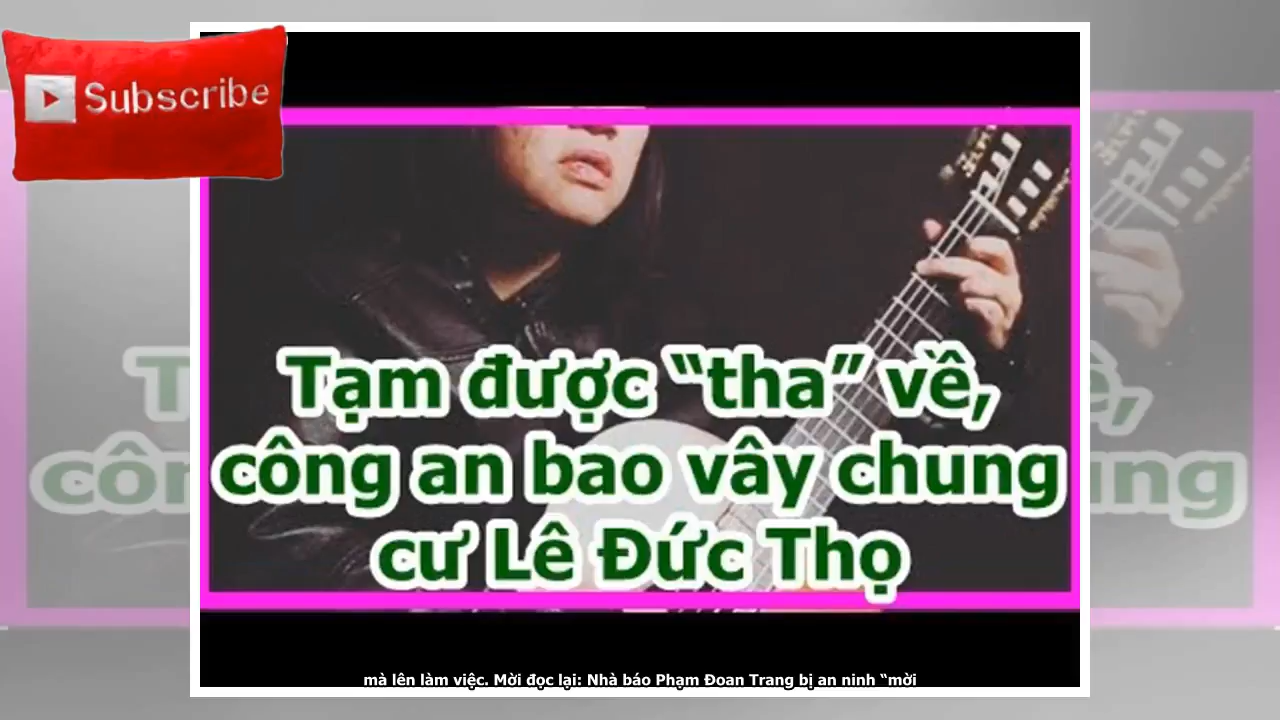 Subscribe
Tạm được “tha” về,
công an bao vây chung
cư Lê Đức Thọ
mà lên làm việc. Mời đọc lại: Nhà báo Phạm Đoan Trang bị an ninh “mời